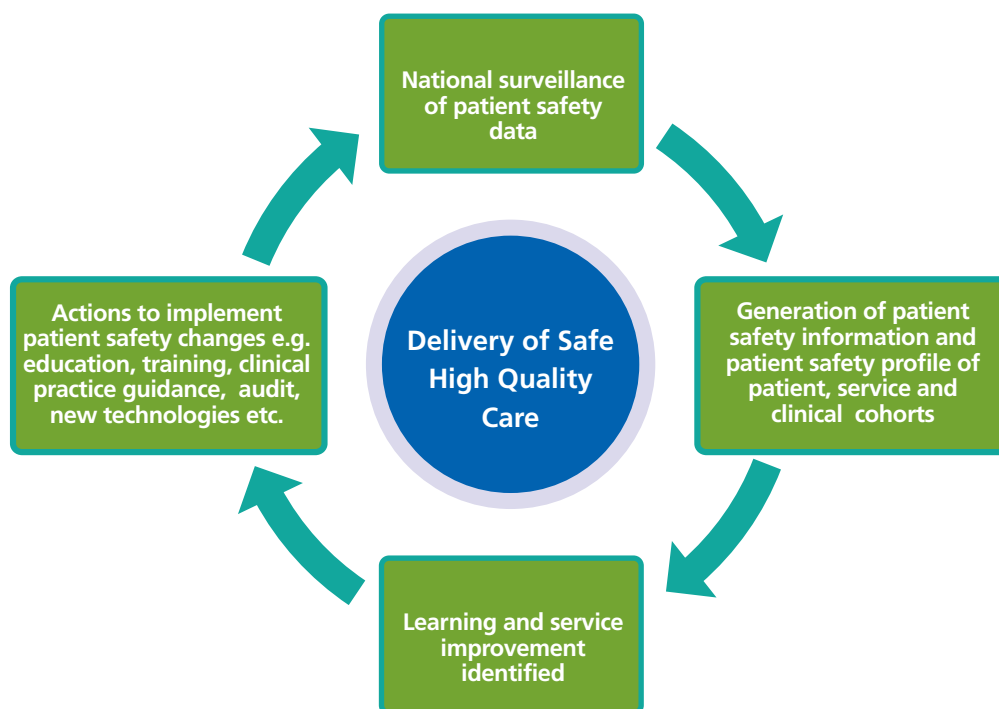 National surveillance
of patient safety
data
Generation of patient
safety information and
patient safety profile of
patient, service and
clinical cohorts
Learning and service
improvement
identified
Actions to implement
patient safety changes e.g.
education, training, clinical
practice guidance, audit,
new technologies etc.
Delivery of Safe
High Quality
Care